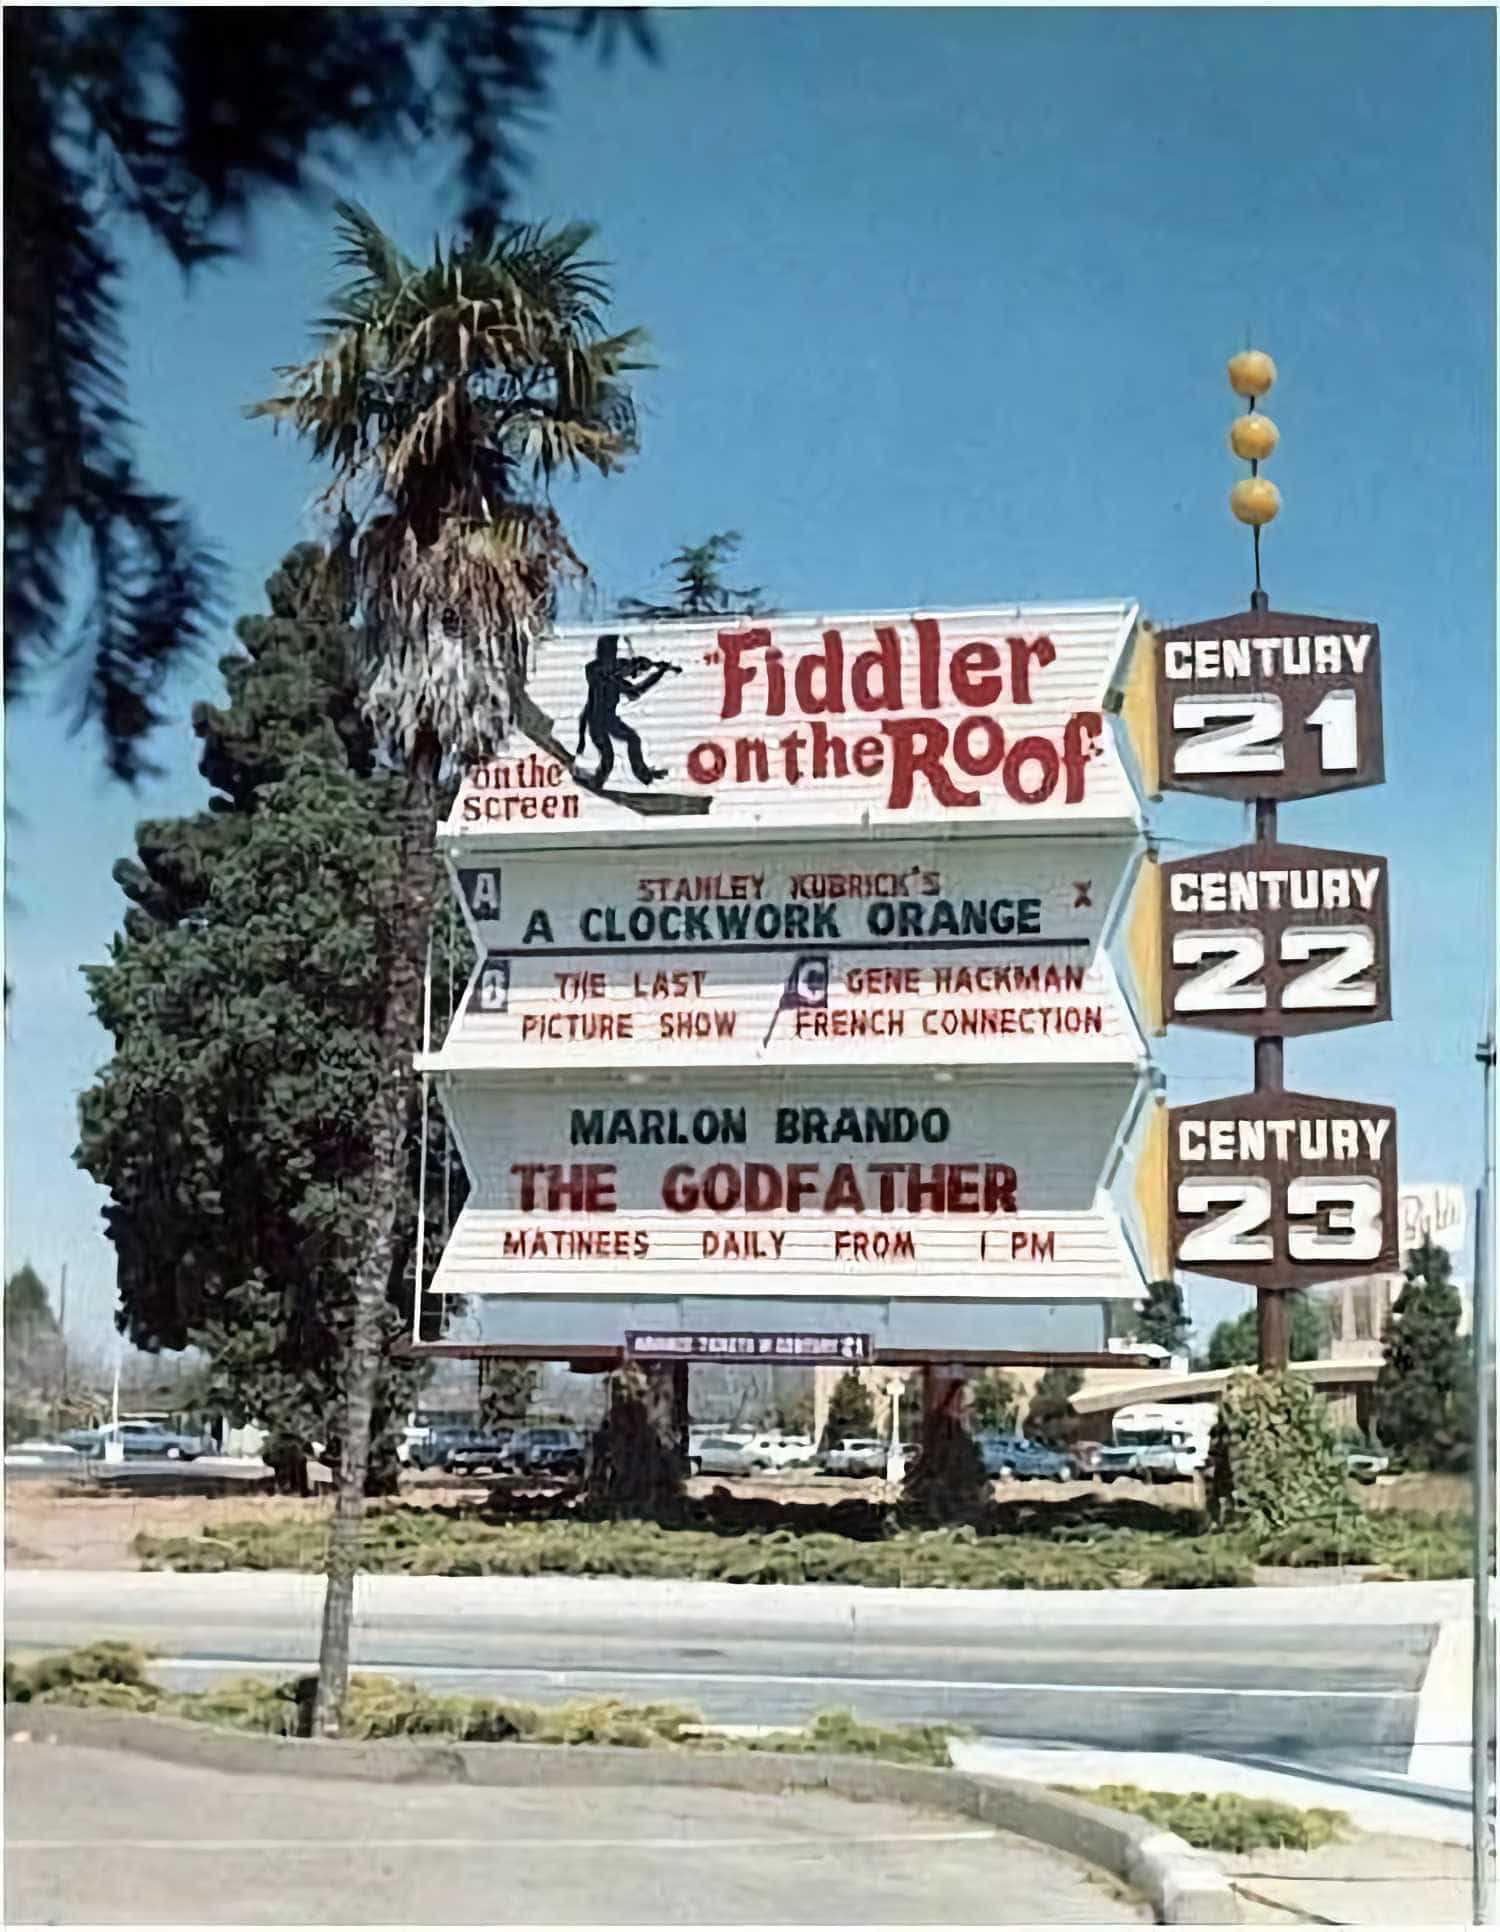 "Fiddler
on the Roof
on the
screen
CENTURY
21
A
STANLEY KUBRICK'S
X
A CLOCKWORK ORANGE
B
THE LAST
PICTURE SHOW
C
GENE HACKMAN
FRENCH CONNECTION
CENTURY
22
MARLON BRANDO
THE GODFATHER
MATINEES DAILY FROM 1 PM
CENTURY
23